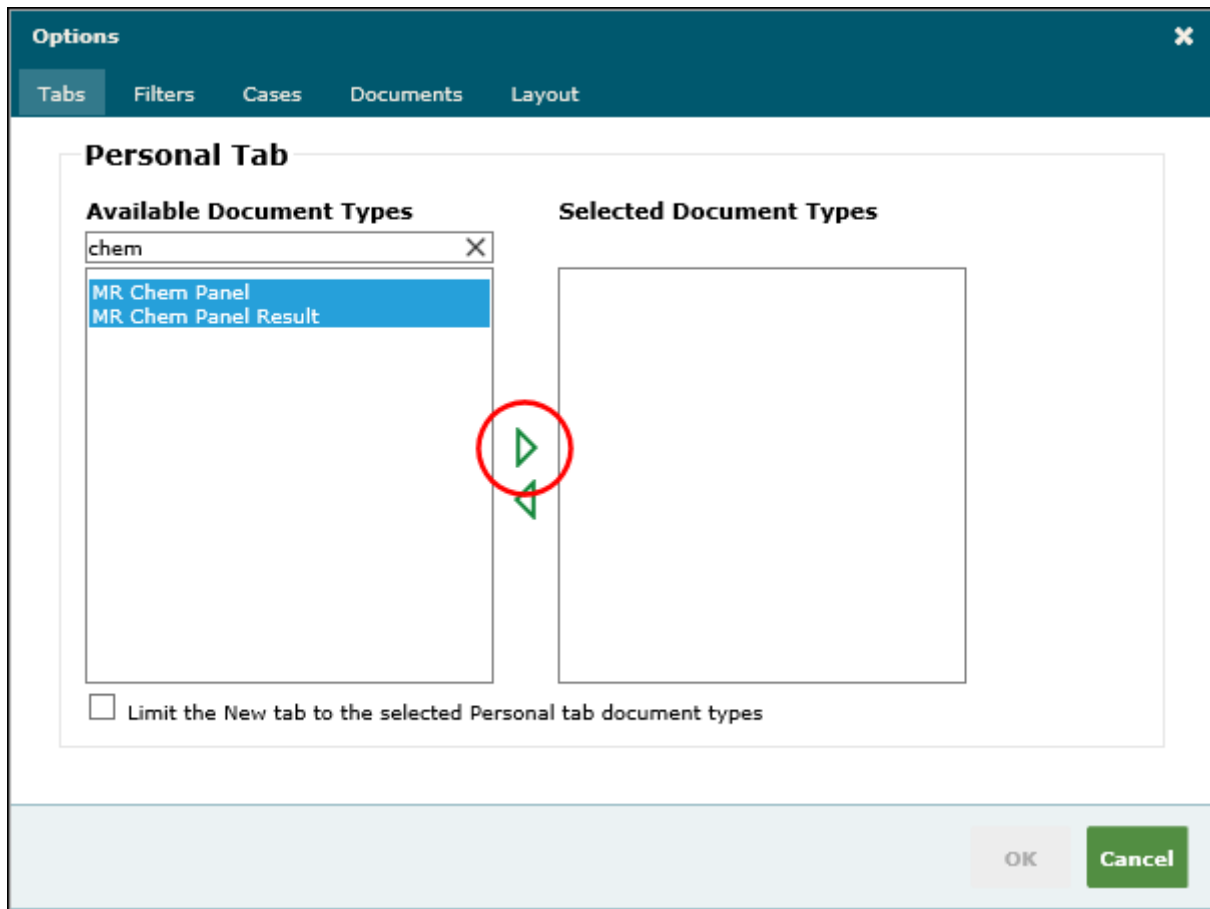 Options
Tabs Filters Cases Documents Layout
Personal Tab
Available Document Types Selected Document Types
chem
MR Chem Panel
MR Chem Panel Result
Limit the New tab to the selected Personal tab document types
OK Cancel